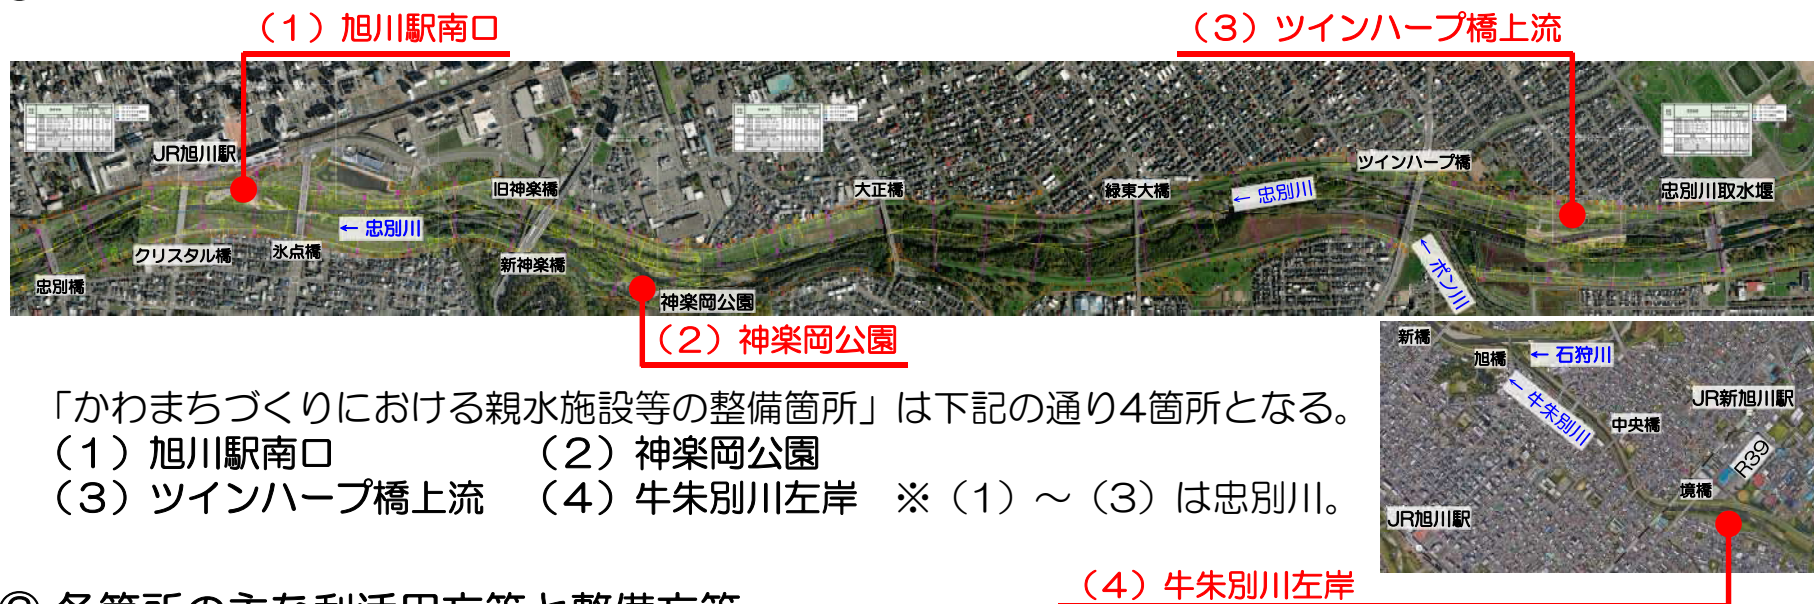 （1）旭川駅南口
（3）ツインハープ橋上流
JR旭川駅
旧神楽橋
大正橋
緑東大橋
← 忠別川
ツインハープ橋
忠別川取水堰
← 忠別川
クリスタル橋
氷点橋
新神楽橋
忠別橋
← ポン川
神楽岡公園
（2）神楽岡公園
新橋
旭橋
← 石狩川
← 牛朱別川
JR新旭川駅
中央橋
R39
境橋
JR旭川駅
「かわまちづくりにおける親水施設等の整備箇所」は下記の通り4箇所となる。
（1）旭川駅南口　（2）神楽岡公園
（3）ツインハープ橋上流　（4）牛朱別川左岸　※（1）～（3）は忠別川。
（4）牛朱別川左岸